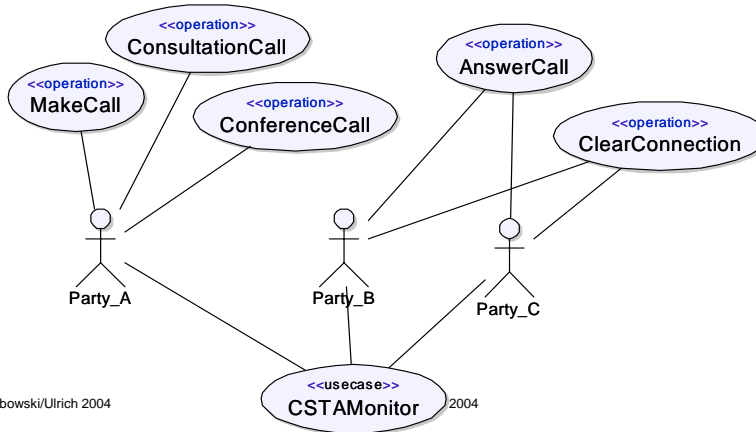 <<operation>>
ConsultationCall
<<operation>>
AnswerCall
<<operation>>
MakeCall
<<operation>>
ConferenceCall
<<operation>>
ClearConnection
Party_A
Party_B
Party_C
<<usecase>>
CSTAMonitor
bowski/Ulrich 2004
2004